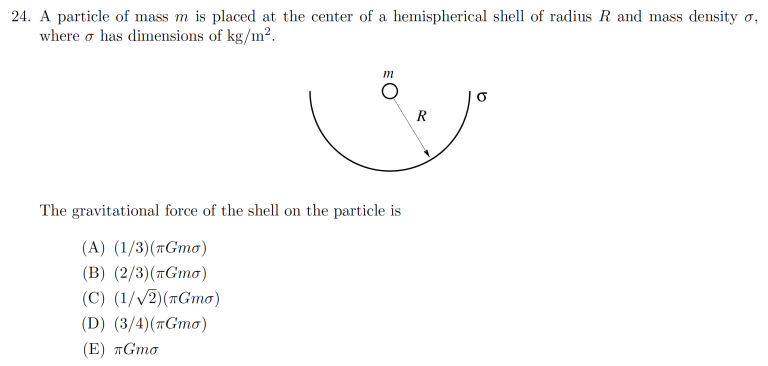 24. A particle of mass m is placed at the center of a hemispherical shell of radius R and mass density σ,
where σ has dimensions of kg/m².
m
σ
R
The gravitational force of the shell on the particle is
(A) (1/3)(πGmσ)
(B) (2/3)(πGmσ)
(C) (1/√2)(πGmσ)
(D) (3/4)(πGmσ)
(E) πGmσ